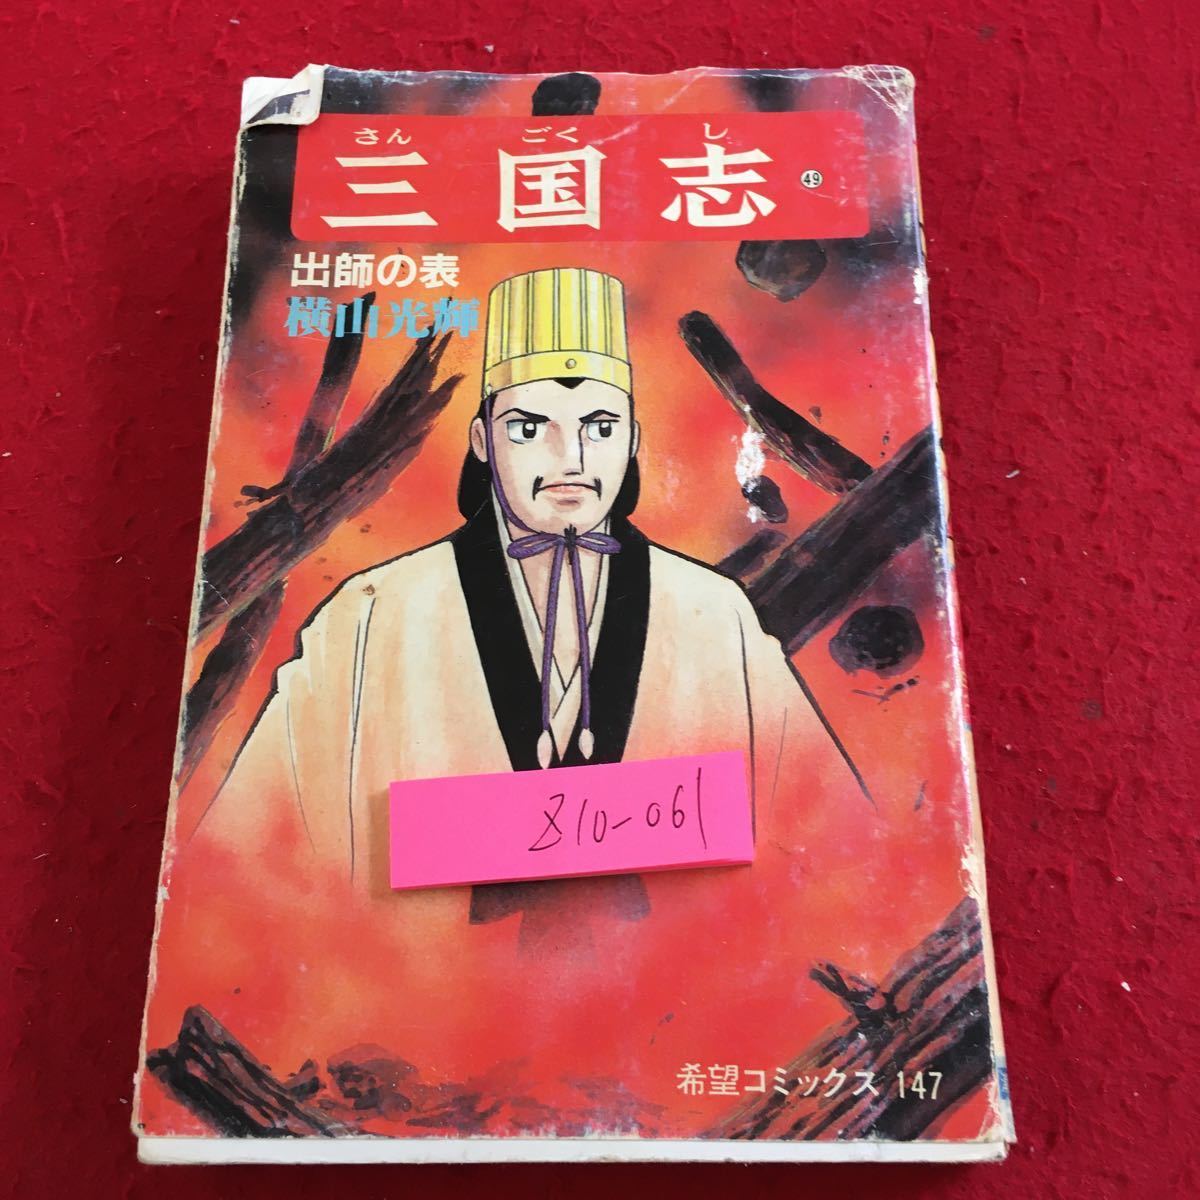 さん ごく し
三国志 ㊾
出師の表
横山光輝
Z10-061
希望コミックス 147